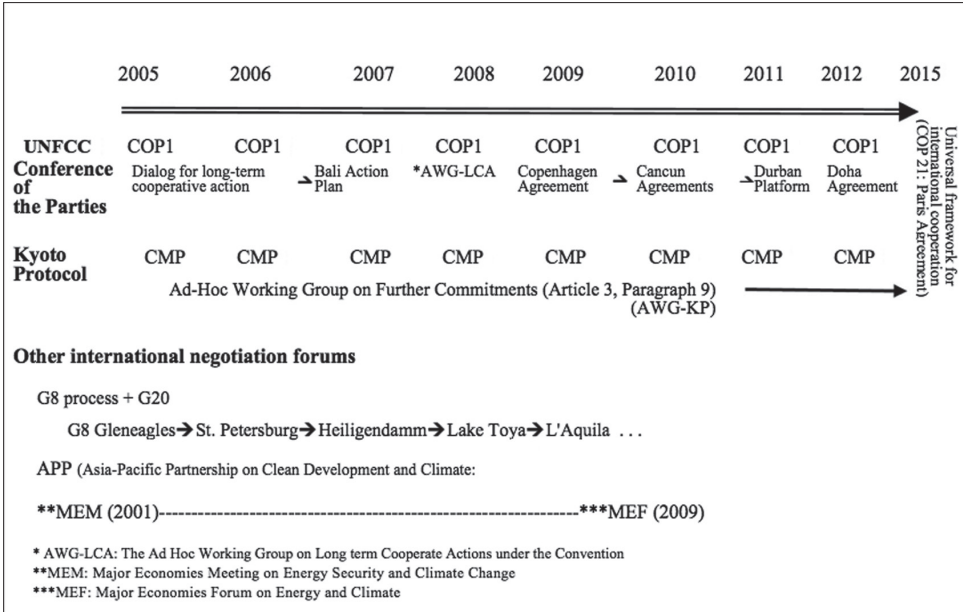 2005 2006 2007 2008 2009 2010 2011 2012 2015
UNFCC COP1 COP1 COP1 COP1 COP1 COP1 COP1 COP1
Conference Dialog for long-term Bali Action *AWG-LCA Copenhagen Cancun Durban Doha
of cooperative action Plan Agreement Agreements Platform Agreement
the Parties
Universal framework for
international cooperation
(COP 21: Paris Agreement)
Kyoto CMP CMP CMP CMP CMP CMP CMP CMP
Protocol
Ad-Hoc Working Group on Further Commitments (Article 3, Paragraph 9)
(AWG-KP)
Other international negotiation forums
G8 process + G20
G8 Gleneagles➔St. Petersburg➔Heiligendamm➔Lake Toya➔L'Aquila ...
APP (Asia-Pacific Partnership on Clean Development and Climate:
**MEM (2001)----------------------------------------------------------------***MEF (2009)
* AWG-LCA: The Ad Hoc Working Group on Long term Cooperate Actions under the Convention
**MEM: Major Economies Meeting on Energy Security and Climate Change
***MEF: Major Economies Forum on Energy and Climate